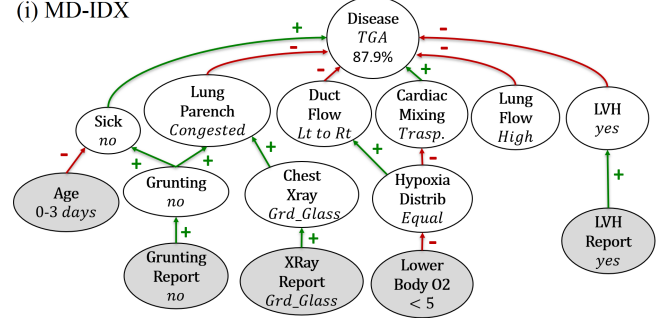 (i) MD-IDX
Disease
TGA
87.9%
+
-
-
+
-
-
Lung
Parench
Congested
Duct
Flow
Lt to Rt
Cardiac
Mixing
Trasp.
Lung
Flow
High
LVH
yes
Sick
no
-
+
+
+
+
-
+
Age
0-3 days
Grunting
no
Chest
Xray
Grd_Glass
Hypoxia
Distrib
Equal
+
+
-
Grunting
Report
no
XRay
Report
Grd_Glass
Lower
Body O2
< 5
LVH
Report
yes